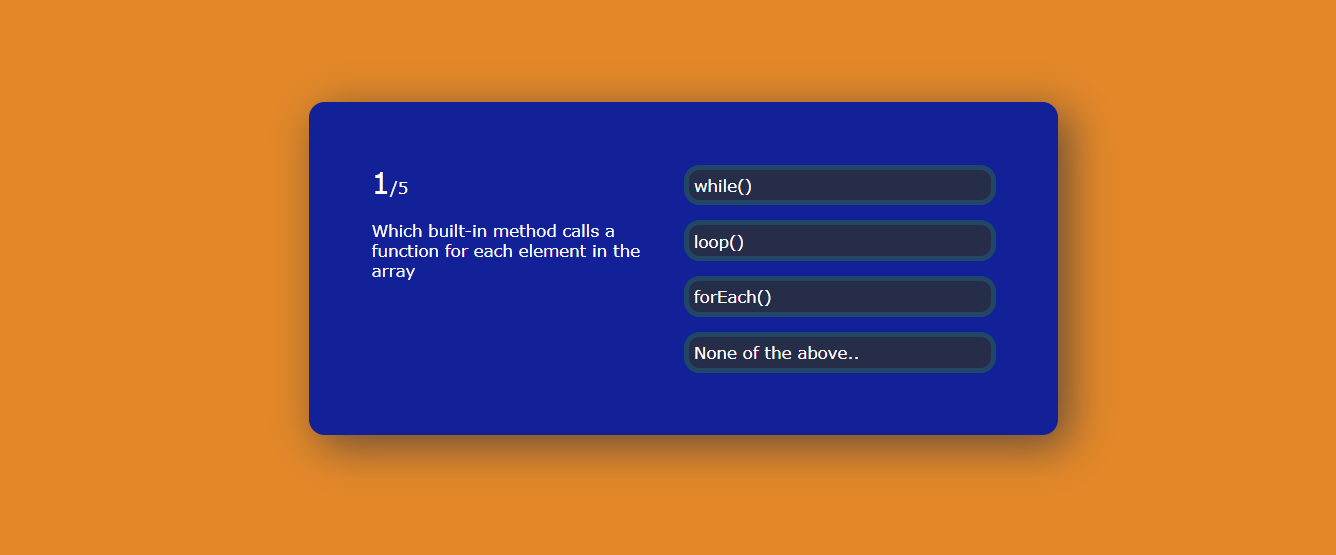 1/5
Which built-in method calls a
function for each element in the
array
while()
loop()
forEach()
None of the above..